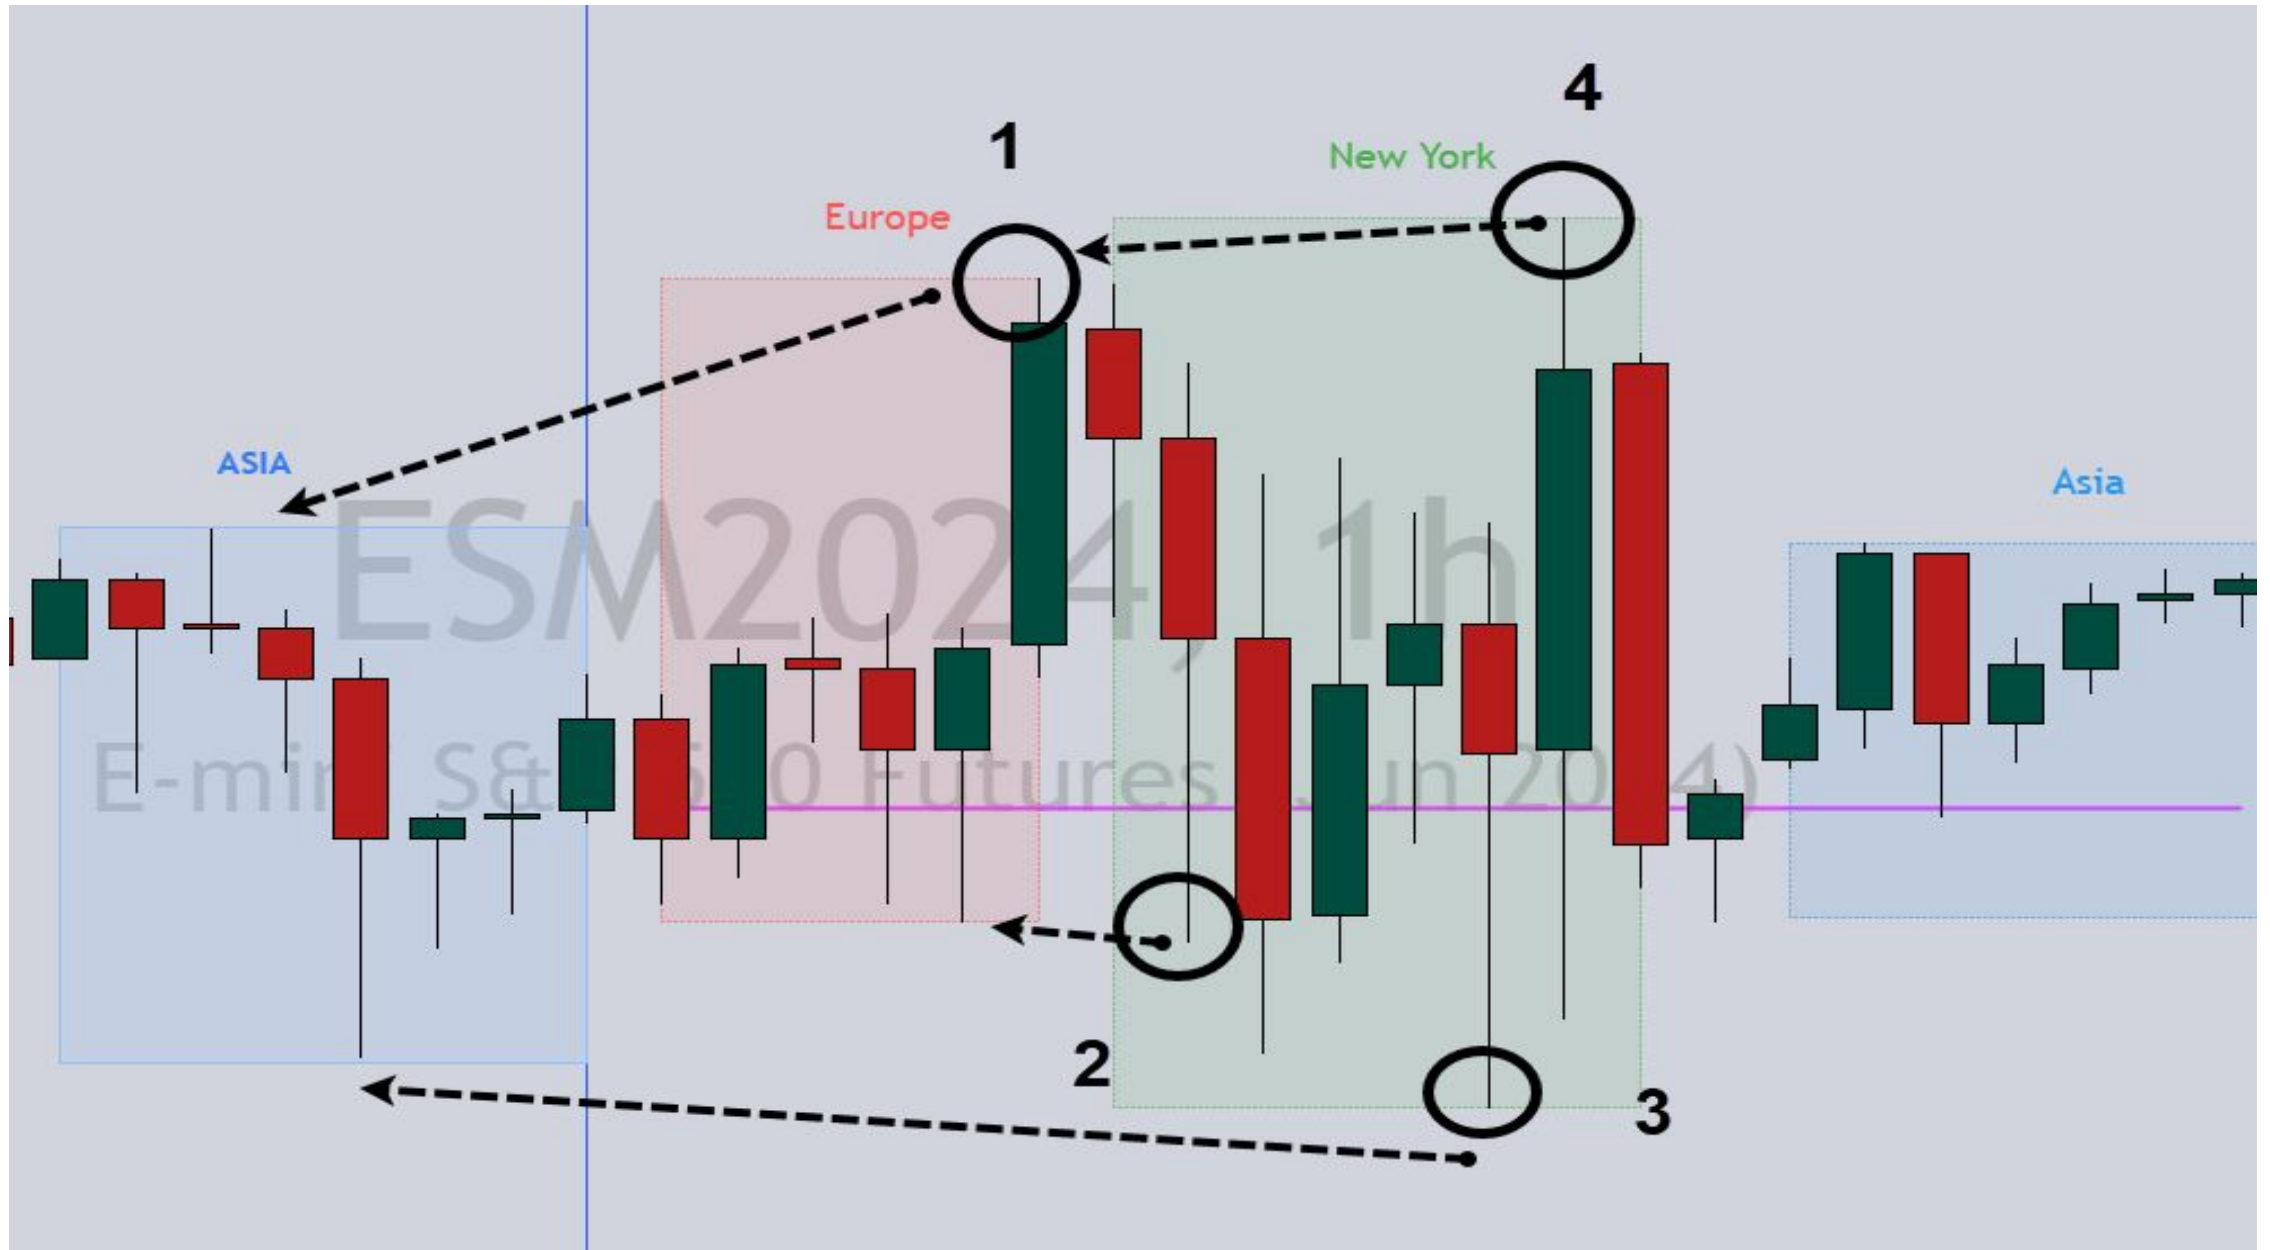 4
1
New York
Europe
ASIA
Asia
ESM2024, 1h
E-mini S&P 500 Futures (Jun 2024)
2
3